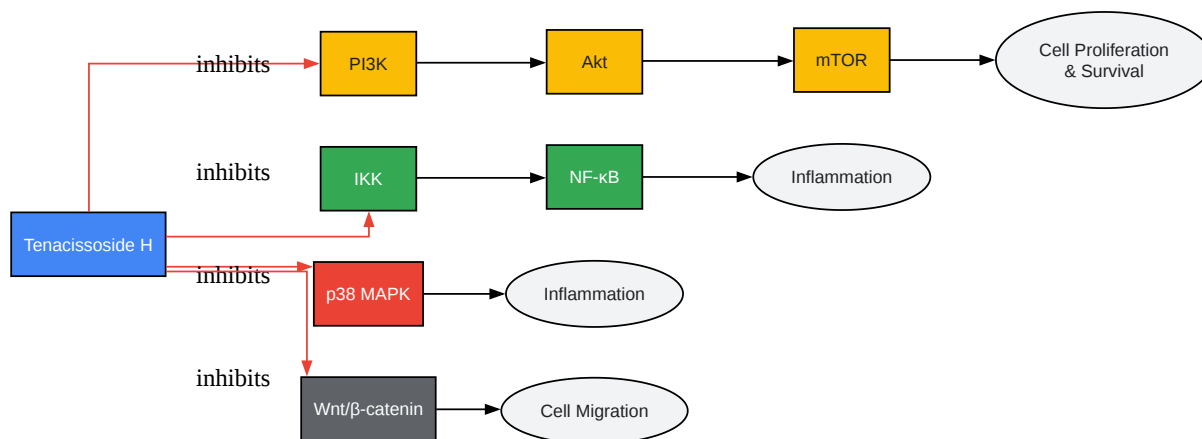 inhibits
PI3K
Akt
mTOR
Cell Proliferation
& Survival
inhibits
IKK
NF-κB
Inflammation
Tenacissoside H
inhibits
p38 MAPK
Inflammation
inhibits
Wnt/β-catenin
Cell Migration